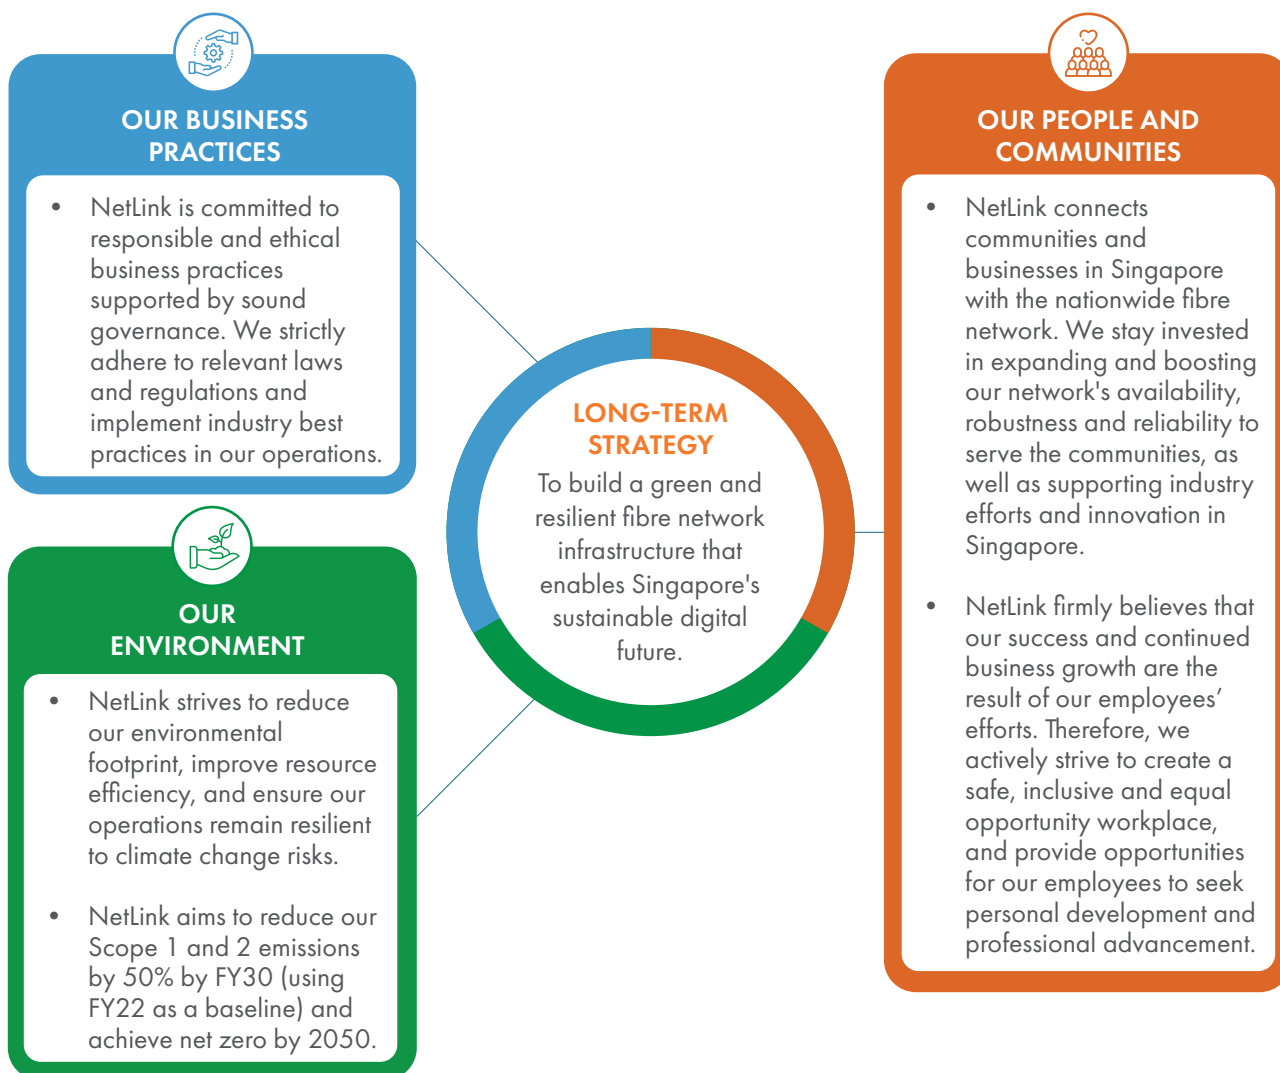 OUR BUSINESS
PRACTICES
• NetLink is committed to
responsible and ethical
business practices
supported by sound
governance. We strictly
adhere to relevant laws
and regulations and
implement industry best
practices in our operations.
OUR
ENVIRONMENT
• NetLink strives to reduce
our environmental
footprint, improve resource
efficiency, and ensure our
operations remain resilient
to climate change risks.
• NetLink aims to reduce our
Scope 1 and 2 emissions
by 50% by FY30 (using
FY22 as a baseline) and
achieve net zero by 2050.
LONG-TERM
STRATEGY
To build a green and
resilient fibre network
infrastructure that
enables Singapore's
sustainable digital
future.
OUR PEOPLE AND
COMMUNITIES
• NetLink connects
communities and
businesses in Singapore
with the nationwide fibre
network. We stay invested
in expanding and boosting
our network's availability,
robustness and reliability to
serve the communities, as
well as supporting industry
efforts and innovation in
Singapore.
• NetLink firmly believes that
our success and continued
business growth are the
result of our employees’
efforts. Therefore, we
actively strive to create a
safe, inclusive and equal
opportunity workplace,
and provide opportunities
for our employees to seek
personal development and
professional advancement.